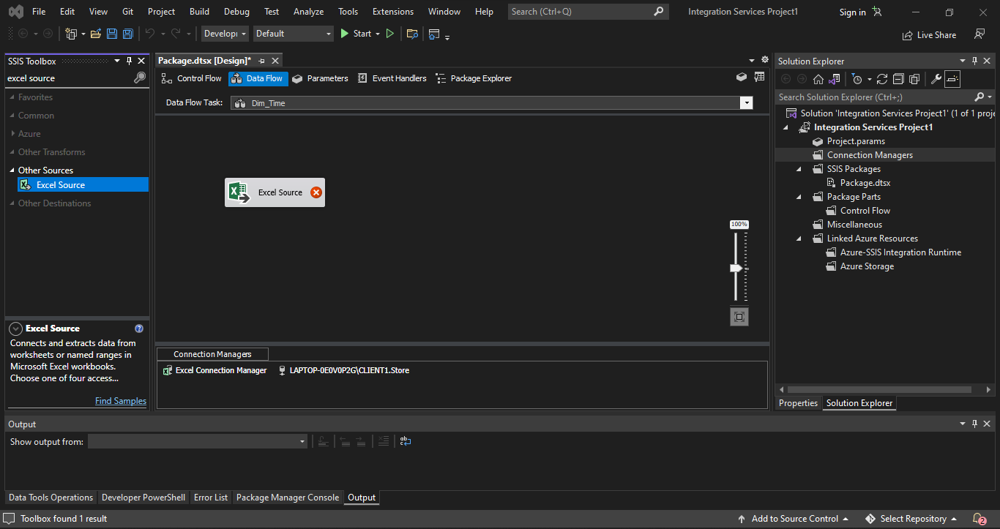 File Edit View Git Project Build Debug Test Analyze Tools Extensions Window Help Search (Ctrl+Q) Integration Services Project1 Sign in
Developı Default Start Live Share
SSIS Toolbox
excel source
Favorites
Common
Azure
Other Transforms
Other Sources
Excel Source
Other Destinations
Excel Source
Connects and extracts data from
worksheets or named ranges in
Microsoft Excel workbooks.
Choose one of four access...
Find Samples
Package.dtsx [Design]*
Control Flow Data Flow Parameters Event Handlers Package Explorer
Data Flow Task: Dim_Time
Excel Source
100%
Connection Managers
Excel Connection Manager LAPTOP-0E0V0P2G\CLIENT1.Store
Solution Explorer
Search Solution Explorer (Ctrl+;)
Solution 'Integration Services Project1' (1 of 1 proje
Integration Services Project1
Project.params
Connection Managers
SSIS Packages
Package.dtsx
Package Parts
Control Flow
Miscellaneous
Linked Azure Resources
Azure-SSIS Integration Runtime
Azure Storage
Properties Solution Explorer
Output
Show output from:
Data Tools Operations Developer PowerShell Error List Package Manager Console Output
Toolbox found 1 result Add to Source Control Select Repository 2